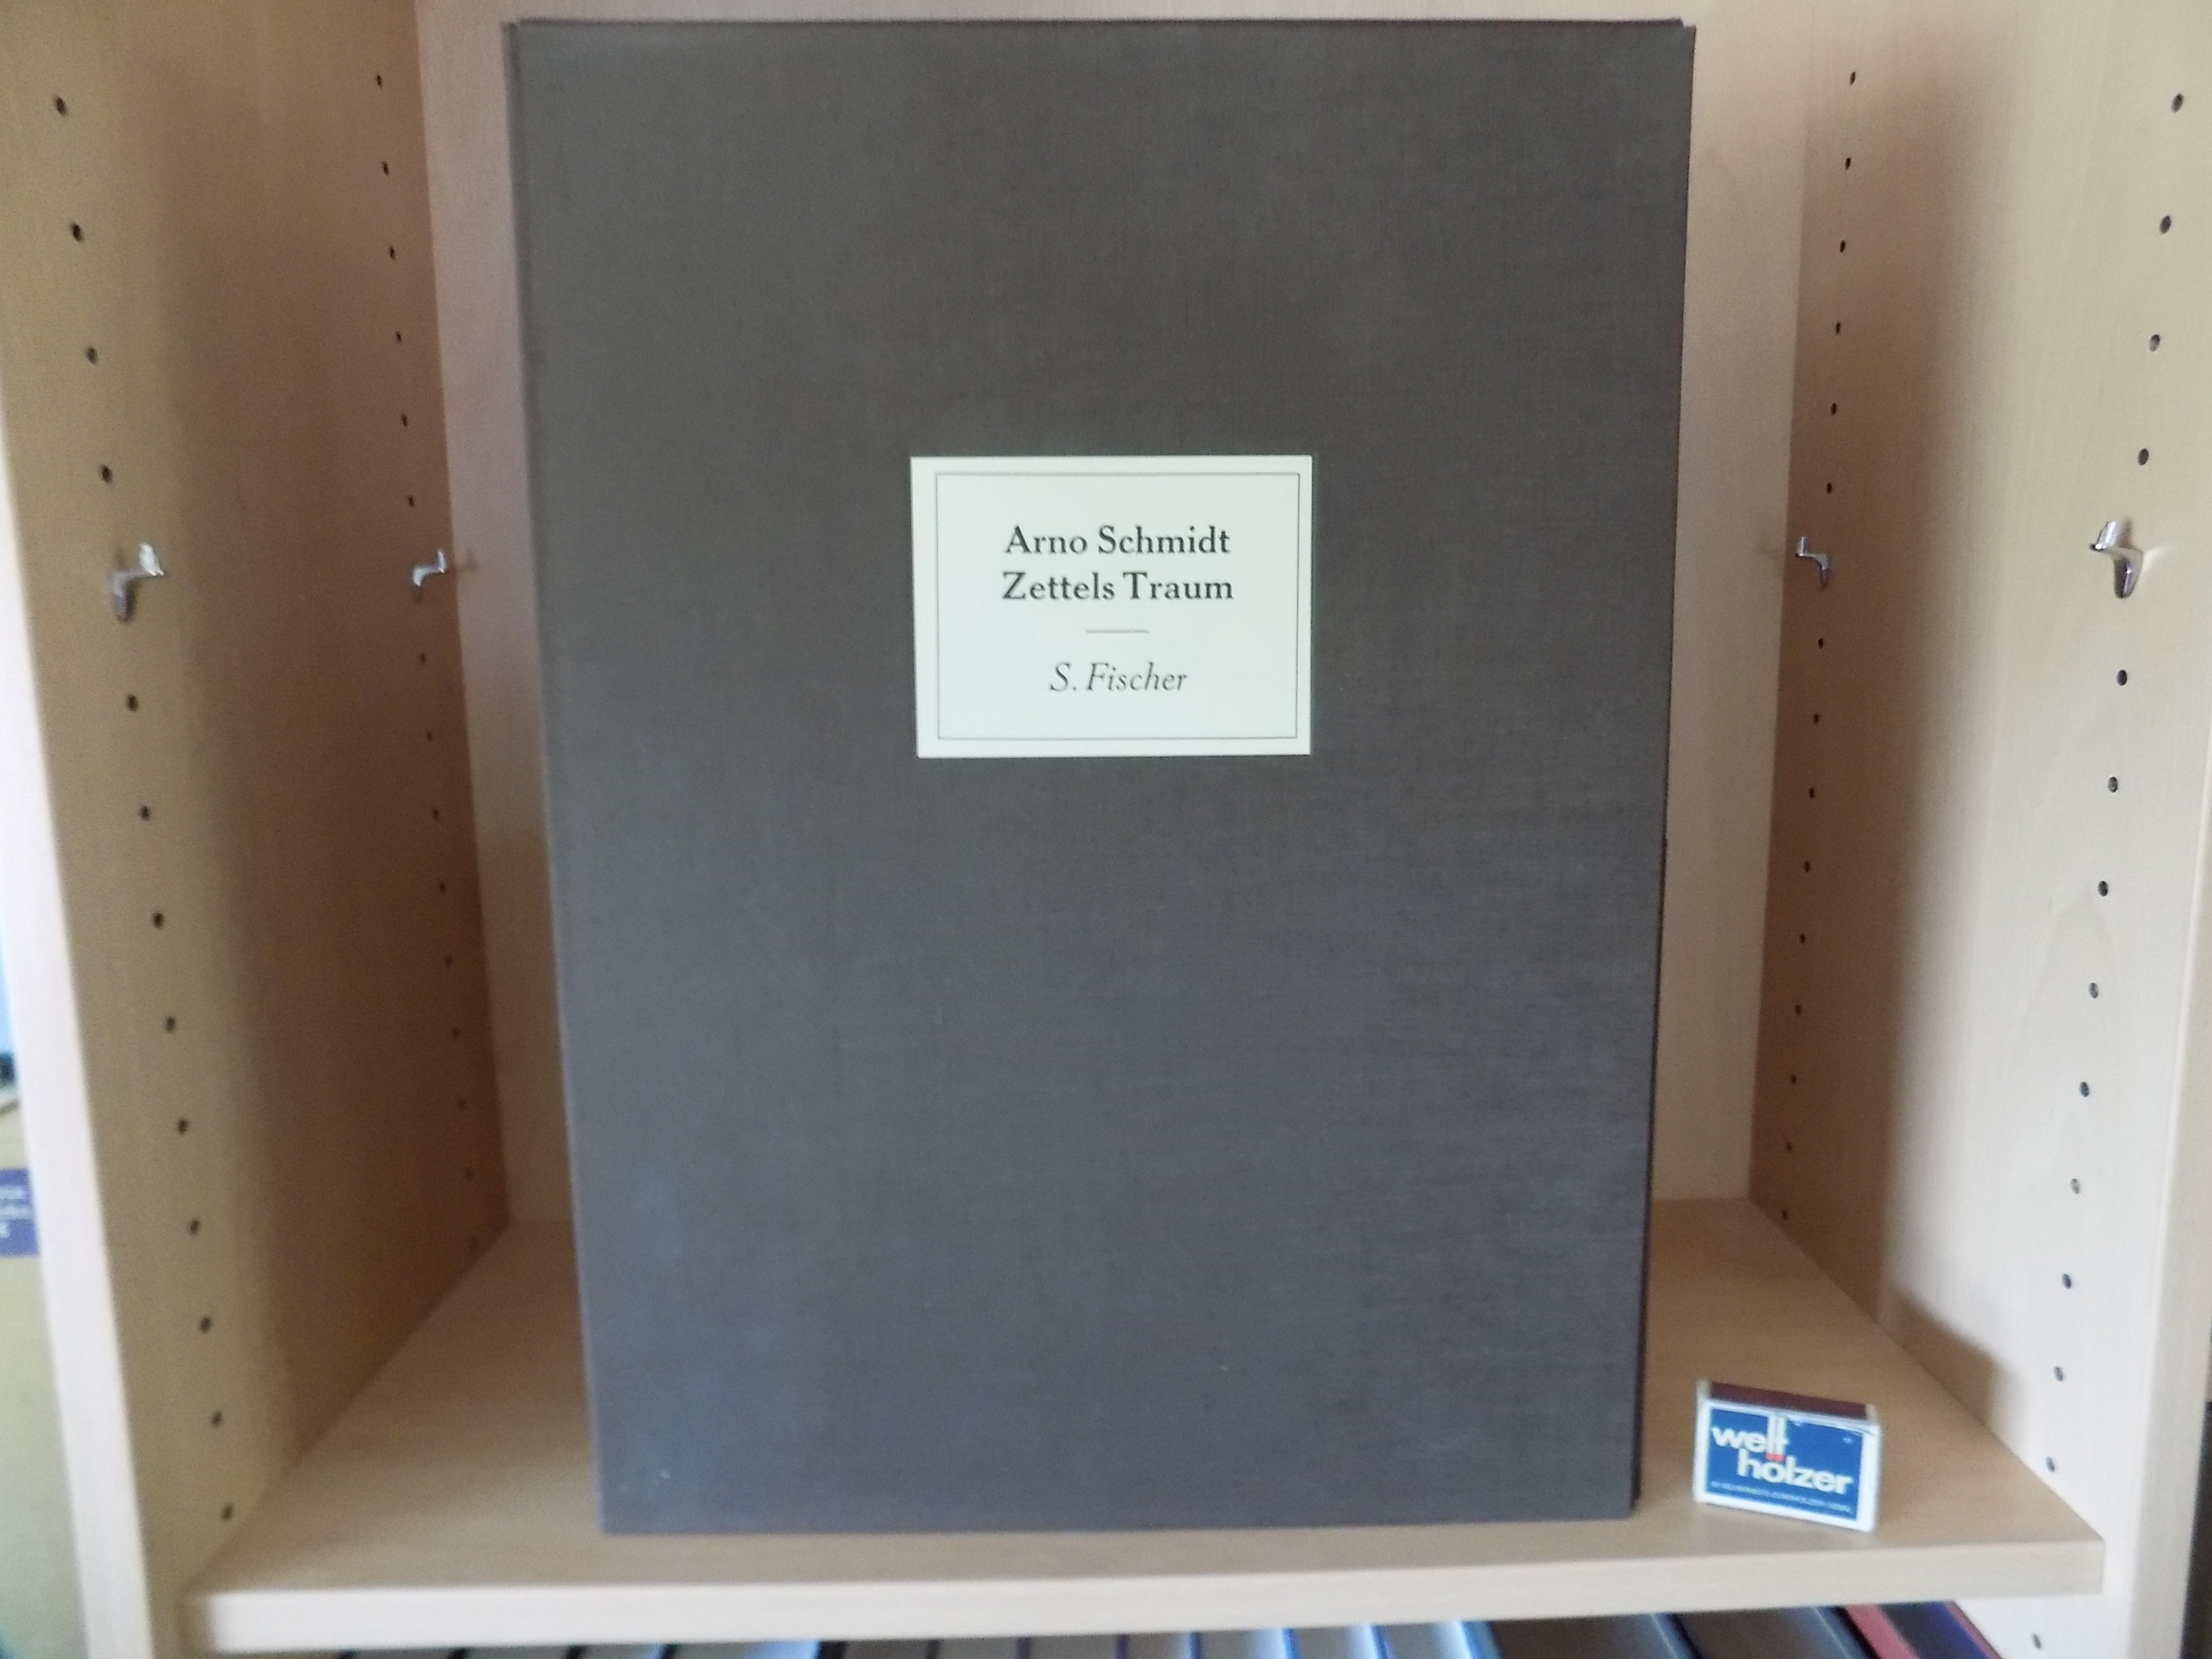 Arno Schmidt
Zettels Traum
S. Fischer
welt
hölzer